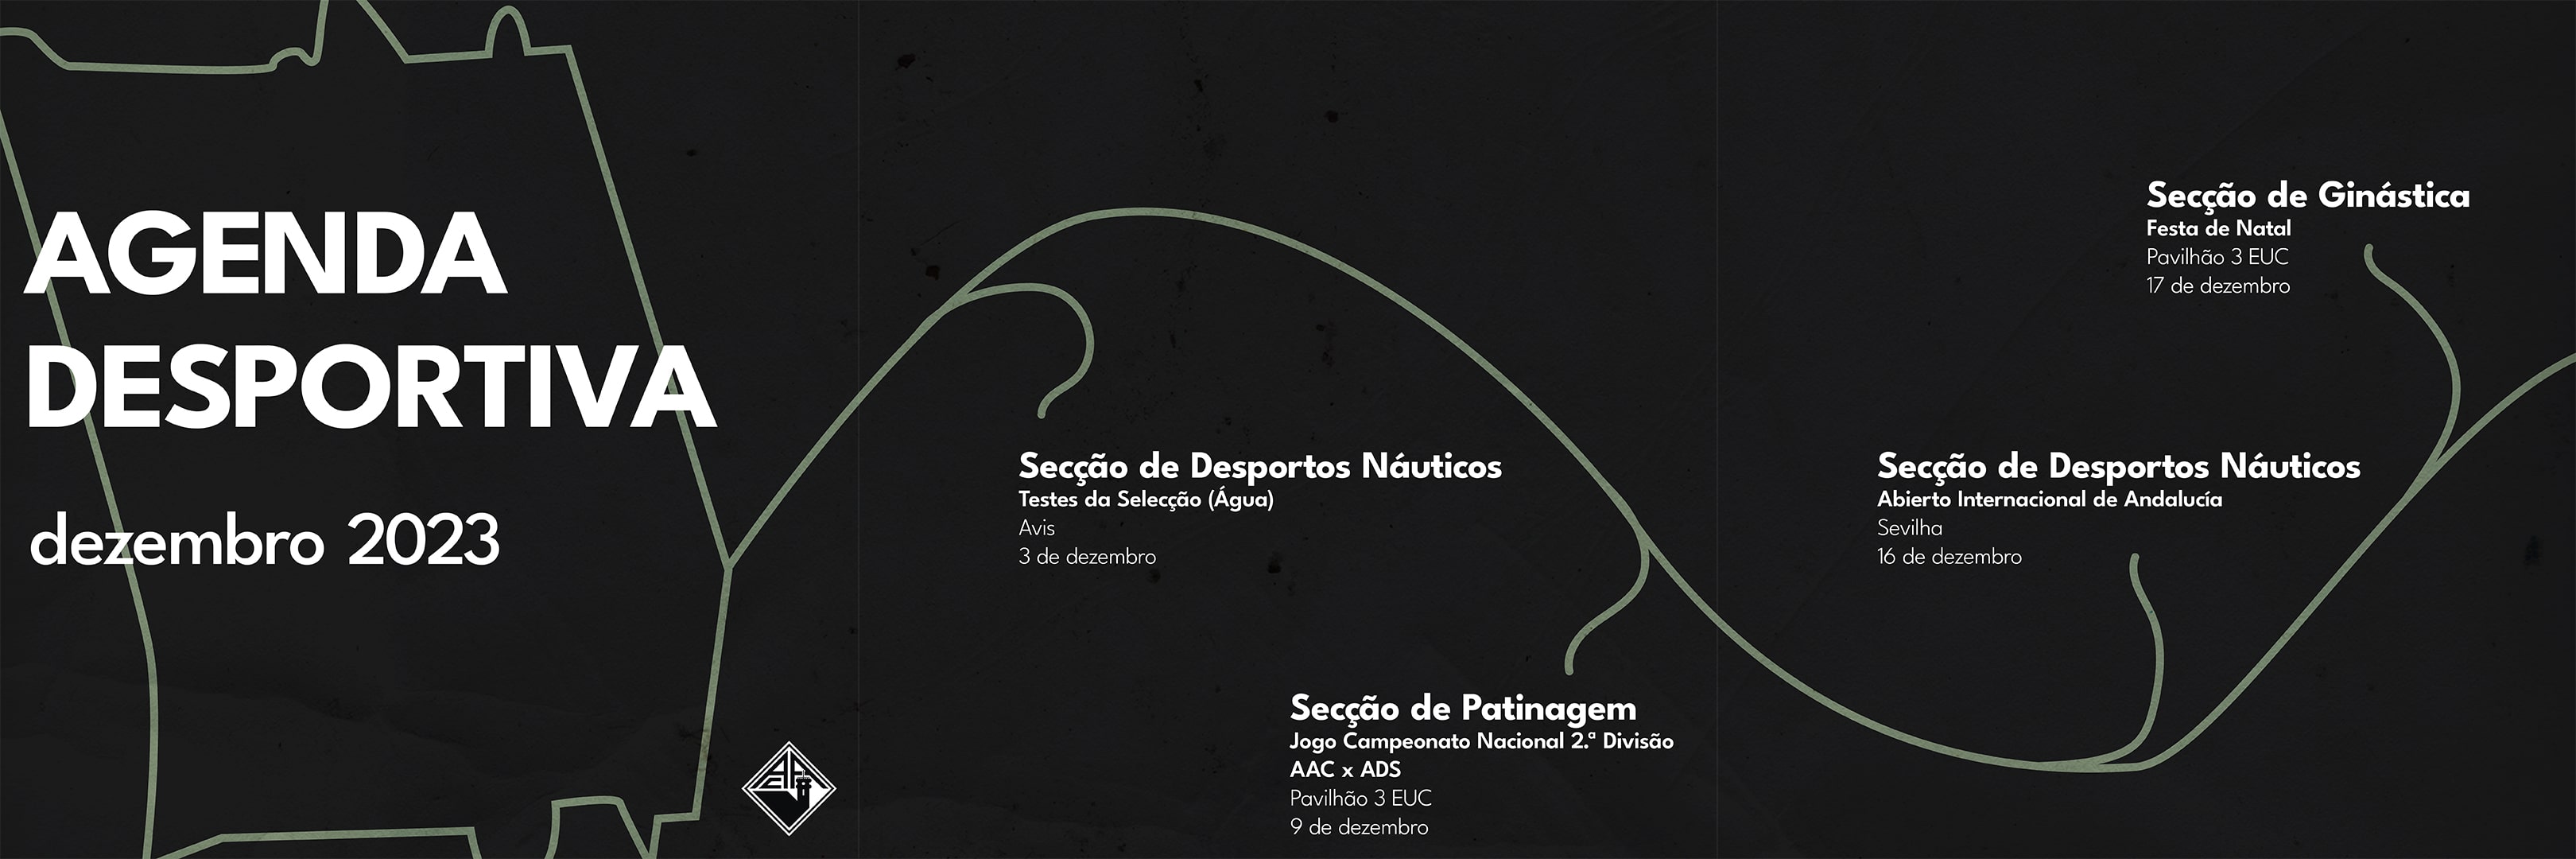 AGENDA
DESPORTIVA
dezembro 2023
Secção de Desportos Náuticos
Testes da Selecção (Água)
Avis
3 de dezembro
Secção de Patinagem
Jogo Campeonato Nacional 2.ª Divisão
AAC x ADS
Pavilhão 3 EUC
9 de dezembro
Secção de Desportos Náuticos
Abierto Internacional de Andalucía
Sevilha
16 de dezembro
Secção de Ginástica
Festa de Natal
Pavilhão 3 EUC
17 de dezembro